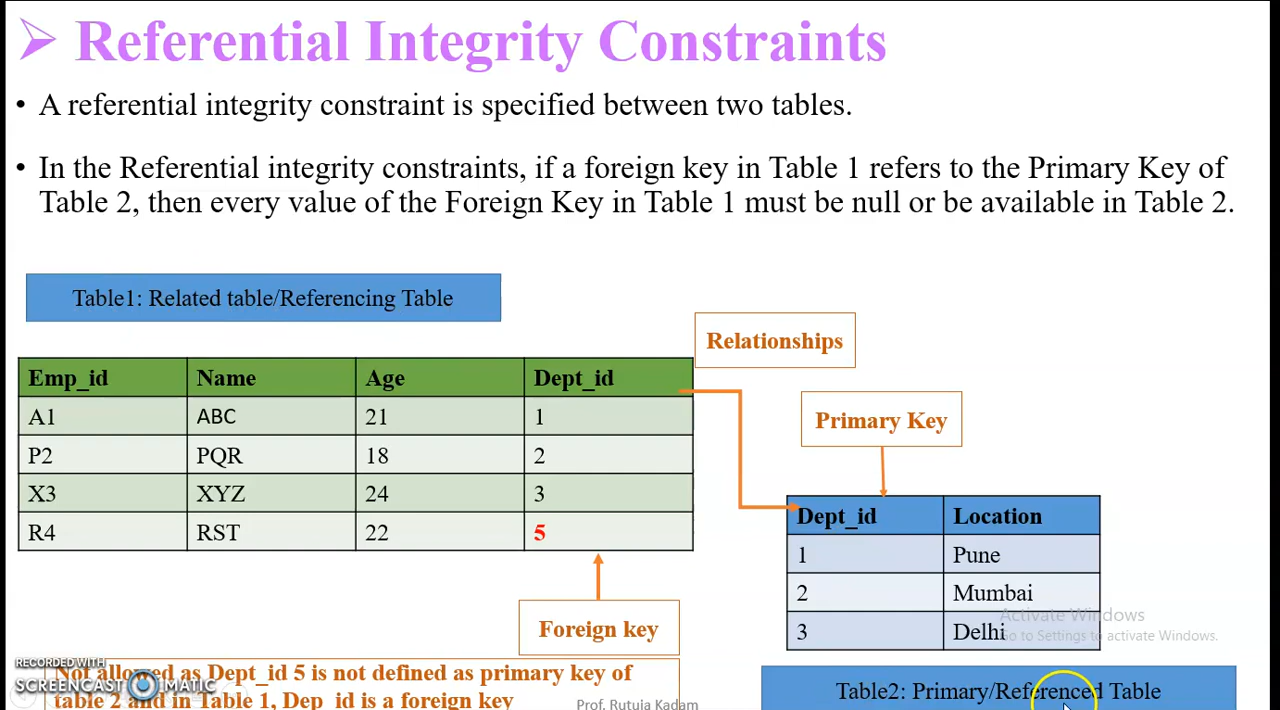 Referential Integrity Constraints
• A referential integrity constraint is specified between two tables.
• In the Referential integrity constraints, if a foreign key in Table 1 refers to the Primary Key of
Table 2, then every value of the Foreign Key in Table 1 must be null or be available in Table 2.
Table1: Related table/Referencing Table
Relationships
Emp_id Name Age Dept_id
A1 ABC 21 1
P2 PQR 18 2
X3 XYZ 24 3
R4 RST 22 5
Primary Key
Dept_id Location
1 Pune
2 Mumbai
3 Delhi
Activate Windows
Go to Settings to activate Windows.
Foreign key
Not allowed as Dept_id 5 is not defined as primary key of
table 2 and in Table 1, Dep_id is a foreign key
RECORDED WITH
SCREENCAST MATIC
Prof. Rutuja Kadam
Table2: Primary/Referenced Table